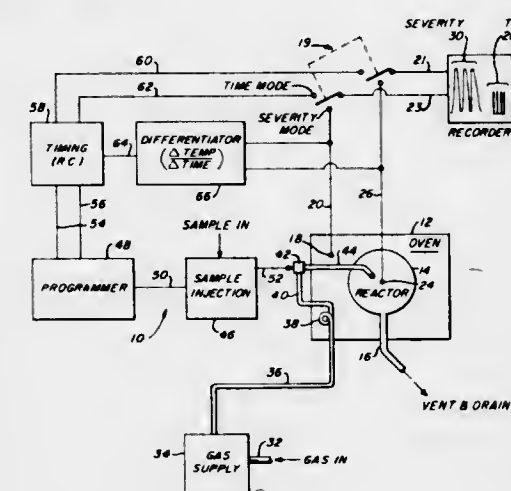 SEVERITY
30
19
60
21
62
TIME MODE
23
58
SEVERITY
MODE
RECORDER
TIMING
(RC)
64
DIFFERENTIATOR
(Δ TEMP
Δ TIME)
66
56
54
20
26
12
SAMPLE IN
18
42
44
OVEN
48
14
PROGRAMMER
50
SAMPLE
INJECTION
52
40
REACTOR
24
10
46
38
16
36
VENT & DRAIN
34
GAS
SUPPLY
32
GAS IN